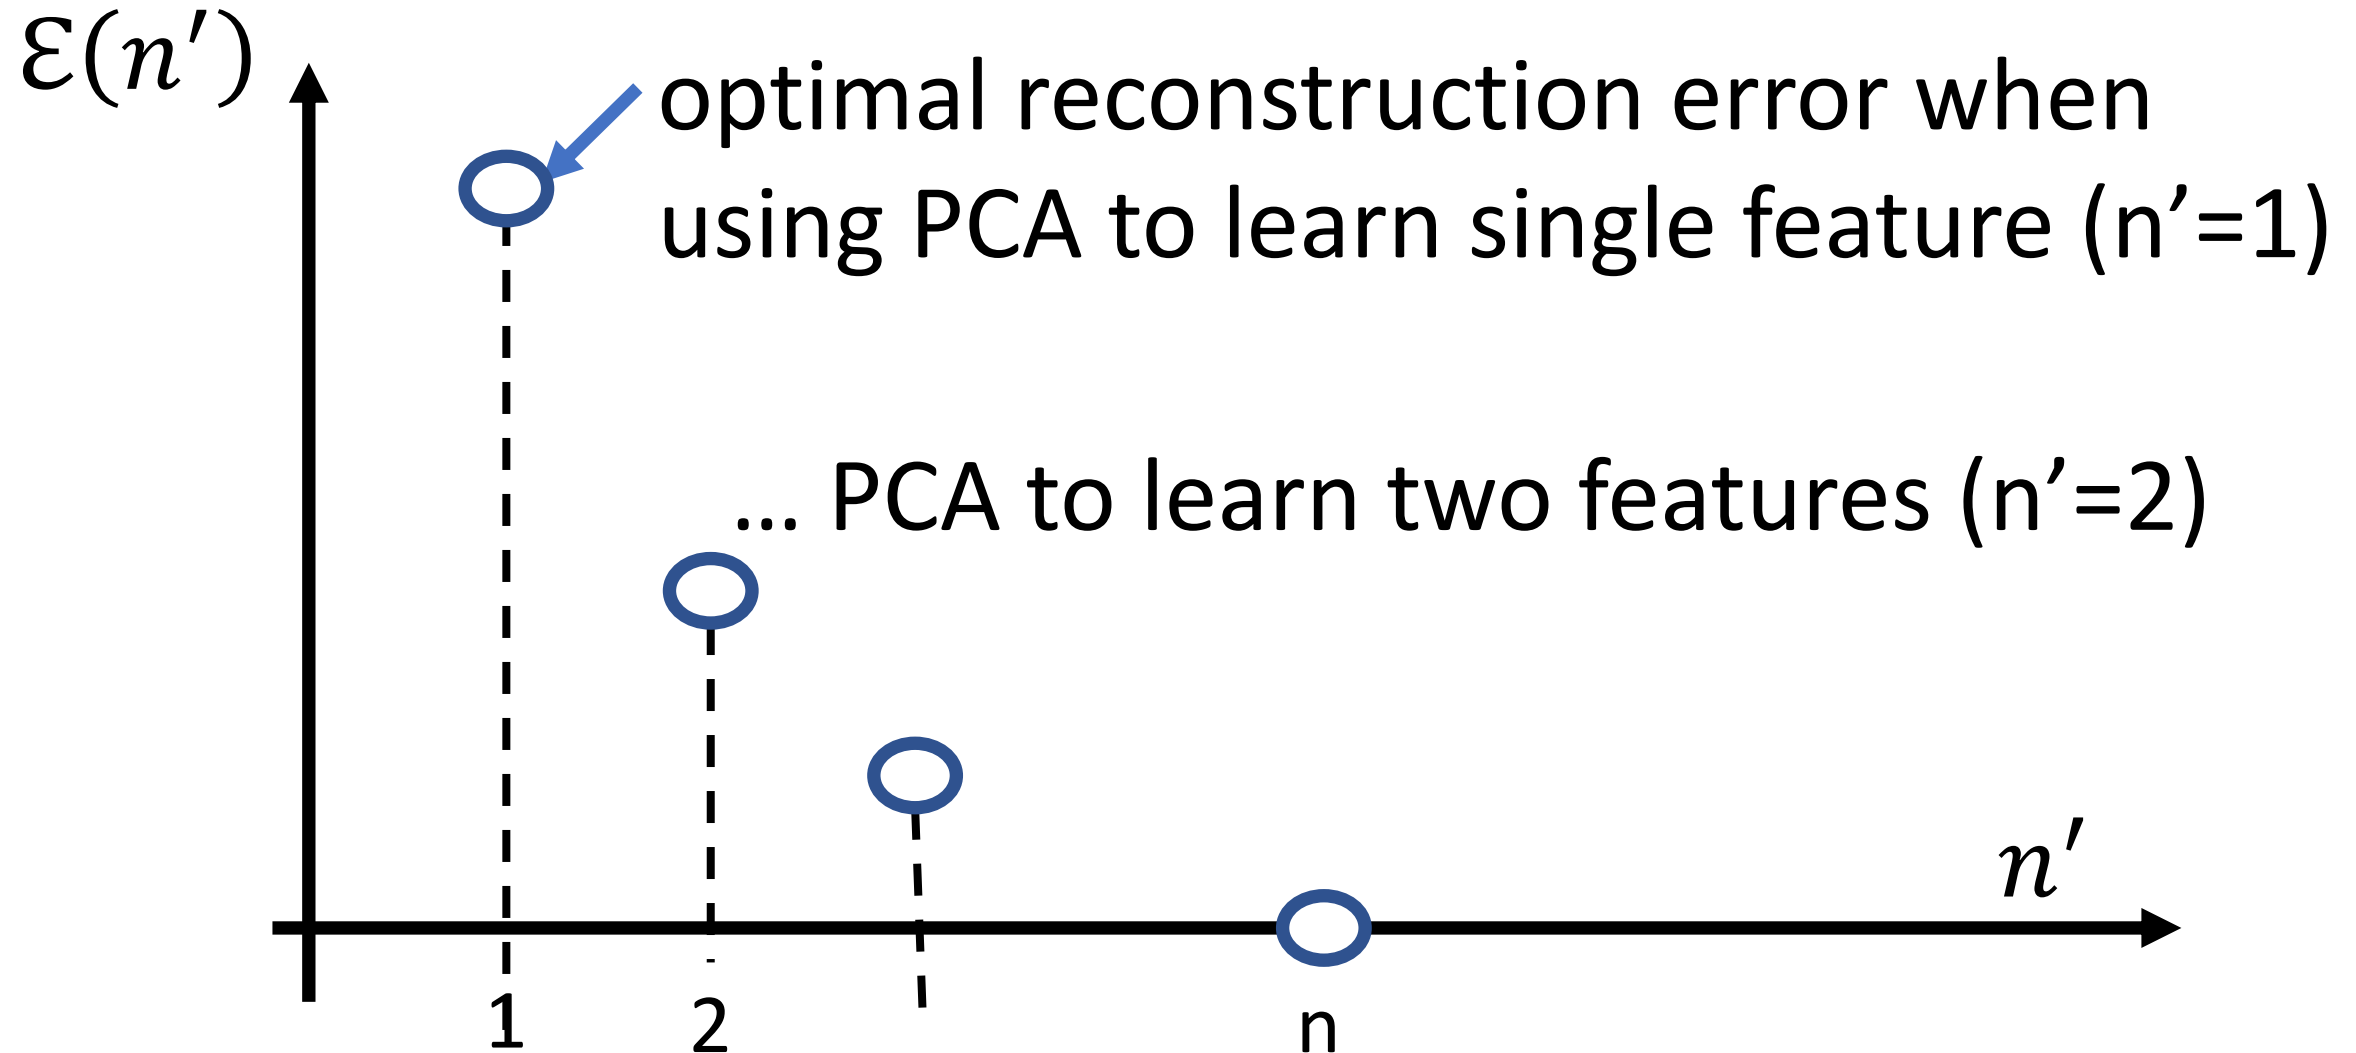 ℰ(n′)
optimal reconstruction error when
using PCA to learn single feature (n’=1)
... PCA to learn two features (n’=2)
n′
1 2 n